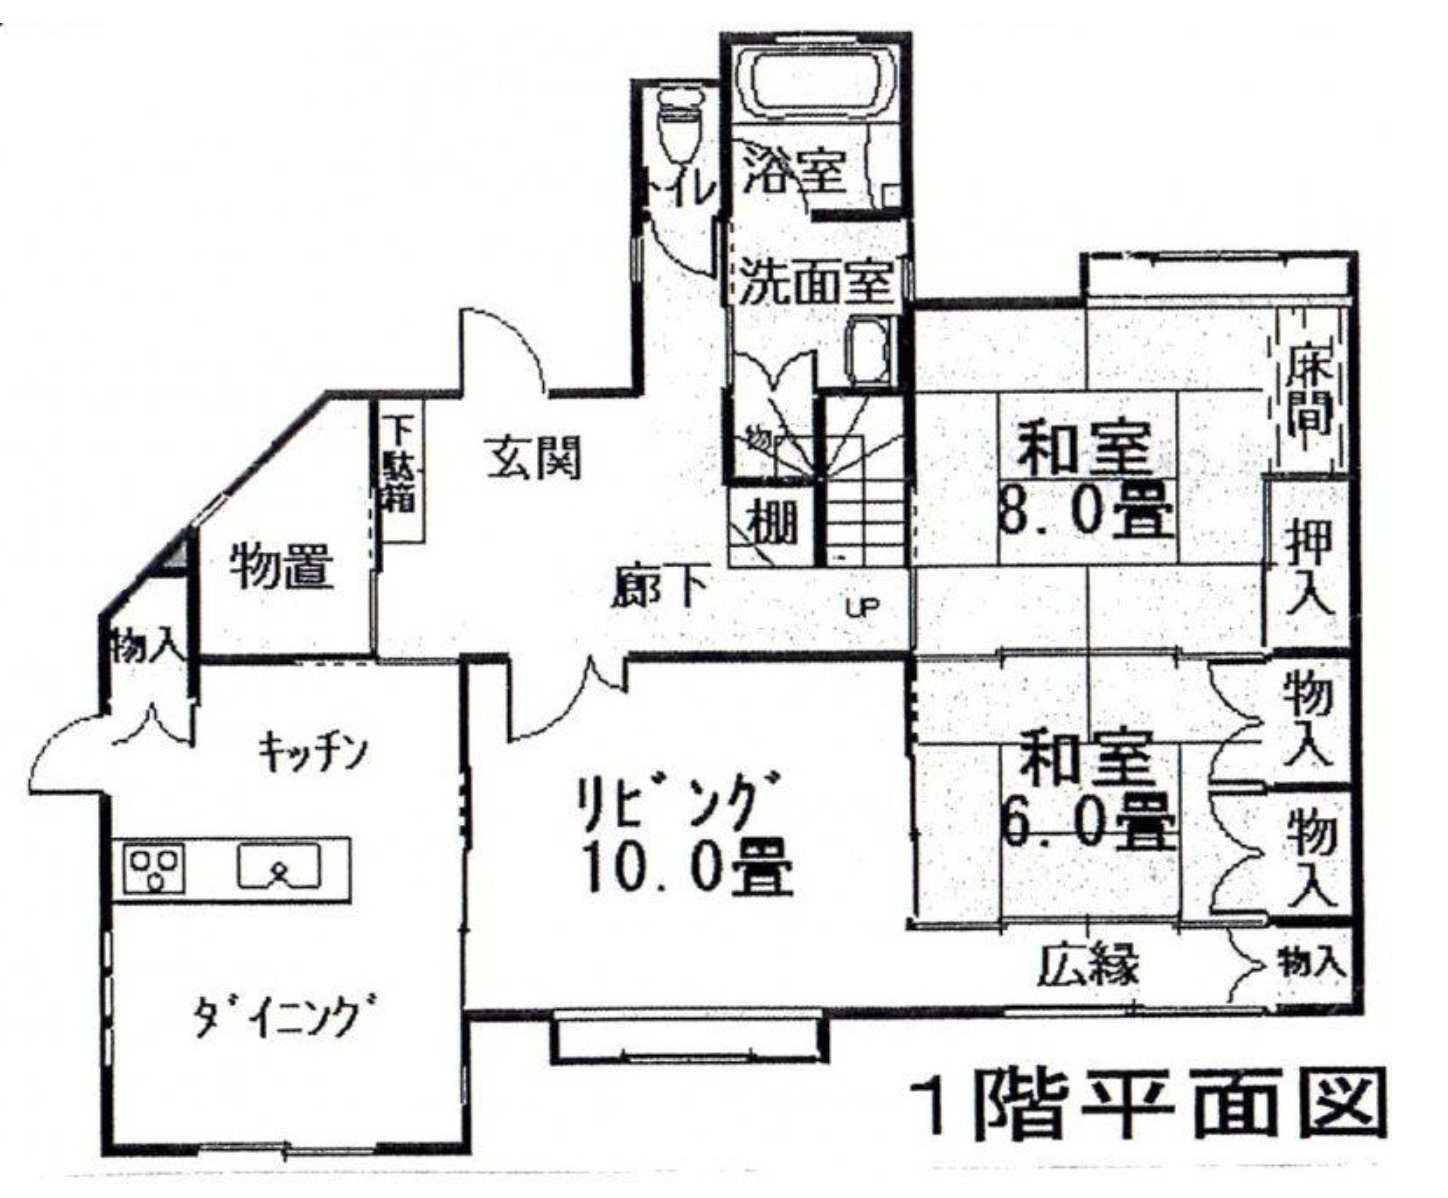 浴室
トイレ
洗面室
床間
下駄箱
玄関
物
和室
8.0畳
棚
押入
物置
廊下
UP
物入
物入
キッチン
和室
6.0畳
リビング
10.0畳
物入
広縁
物入
ダイニング
1階平面図